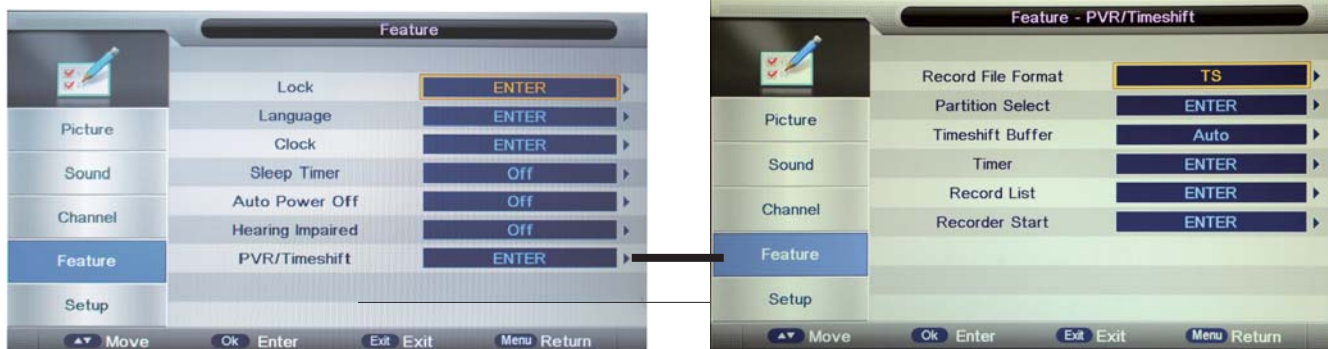 Feature
Lock ENTER
Language ENTER
Picture
Clock ENTER
Sound
Sleep Timer Off
Auto Power Off Off
Channel
Hearing Impaired Off
Feature
PVR/Timeshift ENTER
Setup
Move Ok Enter Exit Exit Menu Return
Feature - PVR/Timeshift
Record File Format TS
Partition Select ENTER
Picture
Timeshift Buffer Auto
Sound
Timer ENTER
Record List ENTER
Channel
Recorder Start ENTER
Feature
Setup
Move Ok Enter Exit Exit Menu Return